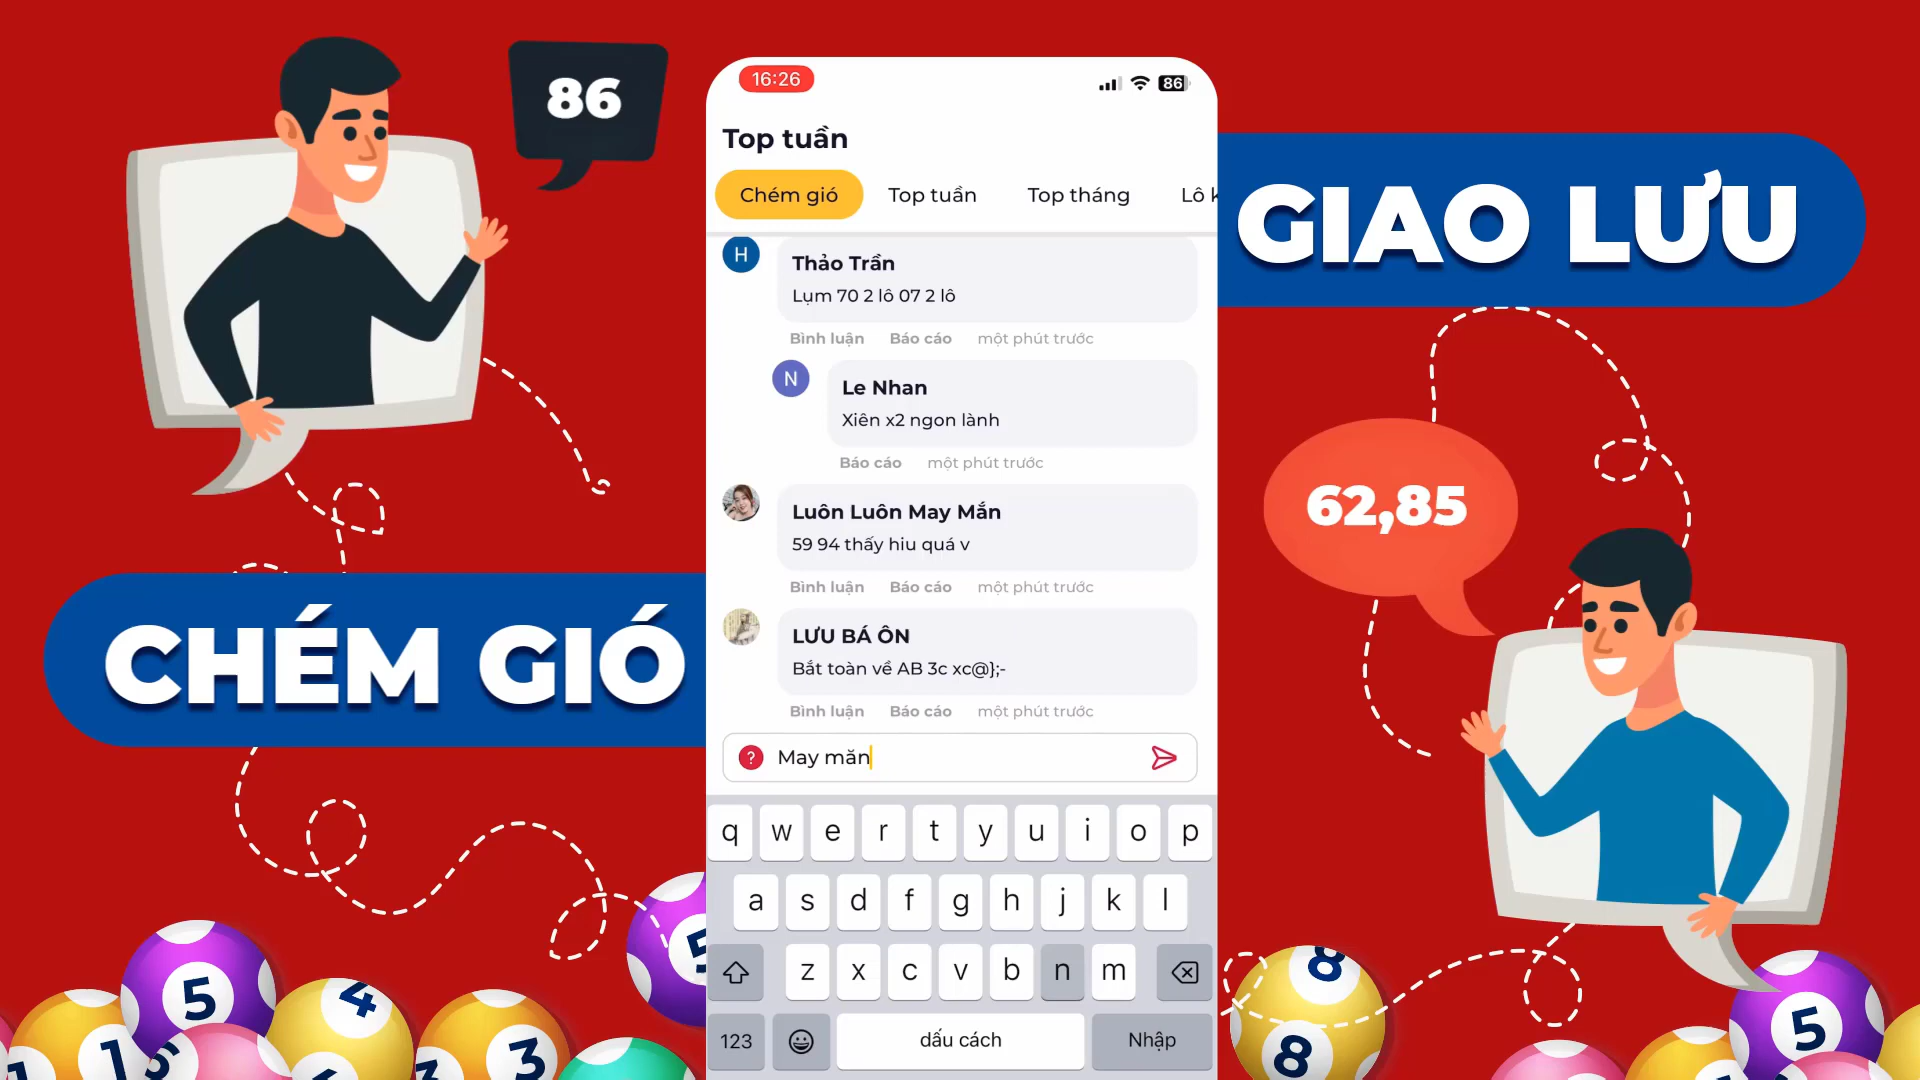 86
16:26
86
Top tuần
Chém gió
Top tuần
Top tháng
Lô
GIAO LƯU
Thảo Trần
Lụm 70 2 lô 07 2 lô
Bình luận Báo cáo một phút trước
N
Le Nhan
Xiên x2 ngon lành
Báo cáo một phút trước
H
Luôn Luôn May Mắn
59 94 thấy hiu quá v
Bình luận Báo cáo một phút trước
62,85
CHÉM GIÓ
LƯU BÁ ÔN
Bắt toàn về AB 3c xc@};-
Bình luận Báo cáo một phút trước
? May măn
q w e r t y u i o p
a s d f g h j k l
z x c v b n m
123 dấu cách Nhập
5
4
1
5
3
5
8
8
5